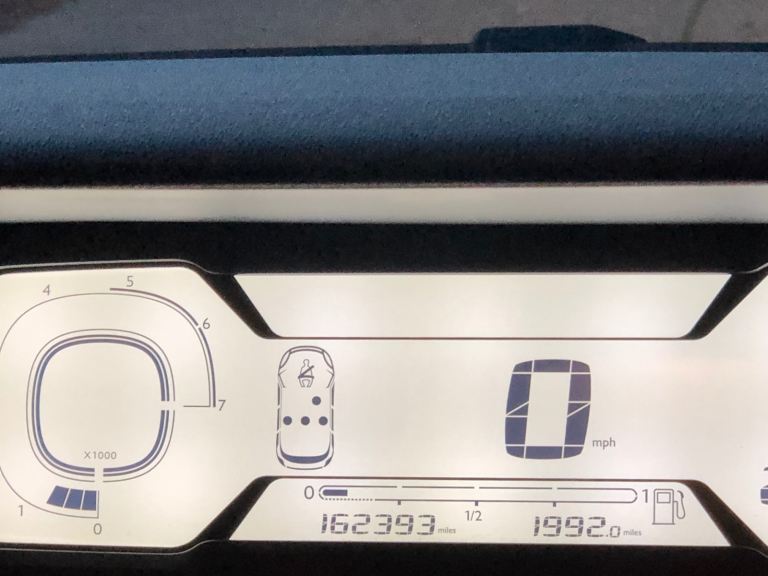 4 5 6 7
X1000
1 0
0 mph
0 1/2 1
162393 miles 1992.0 miles